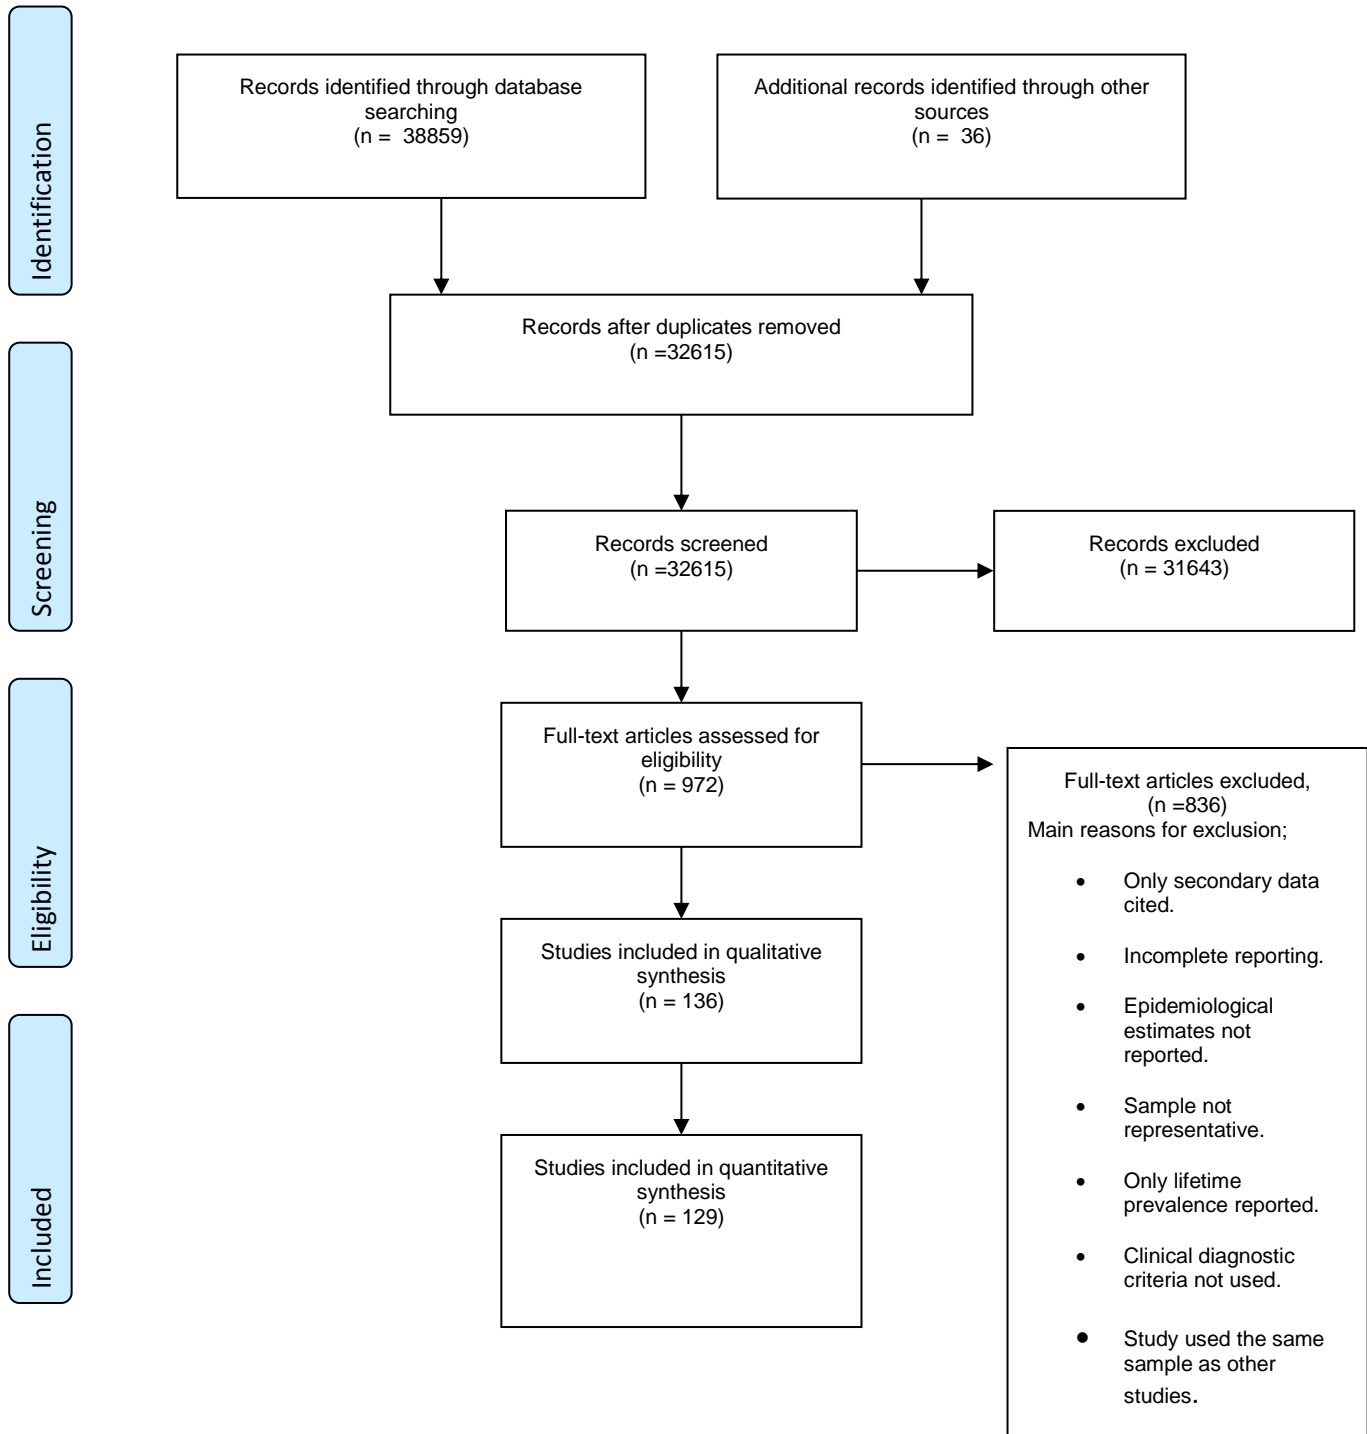 Identification
Records identified through database
searching
(n =  38859)
Additional records identified through other
sources
(n =  36)
Records after duplicates removed
(n =32615)
Screening
Records screened
(n =32615)
Records excluded
(n = 31643)
Eligibility
Full-text articles assessed for
eligibility
(n = 972)
Full-text articles excluded,
(n =836)
Main reasons for exclusion;
• Only secondary data
cited.
• Incomplete reporting.
• Epidemiological
estimates not
reported.
• Sample not
representative.
• Only lifetime
prevalence reported.
• Clinical diagnostic
criteria not used.
• Study used the same
sample as other
studies.
Studies included in qualitative
synthesis
(n = 136)
Included
Studies included in quantitative
synthesis
(n = 129)